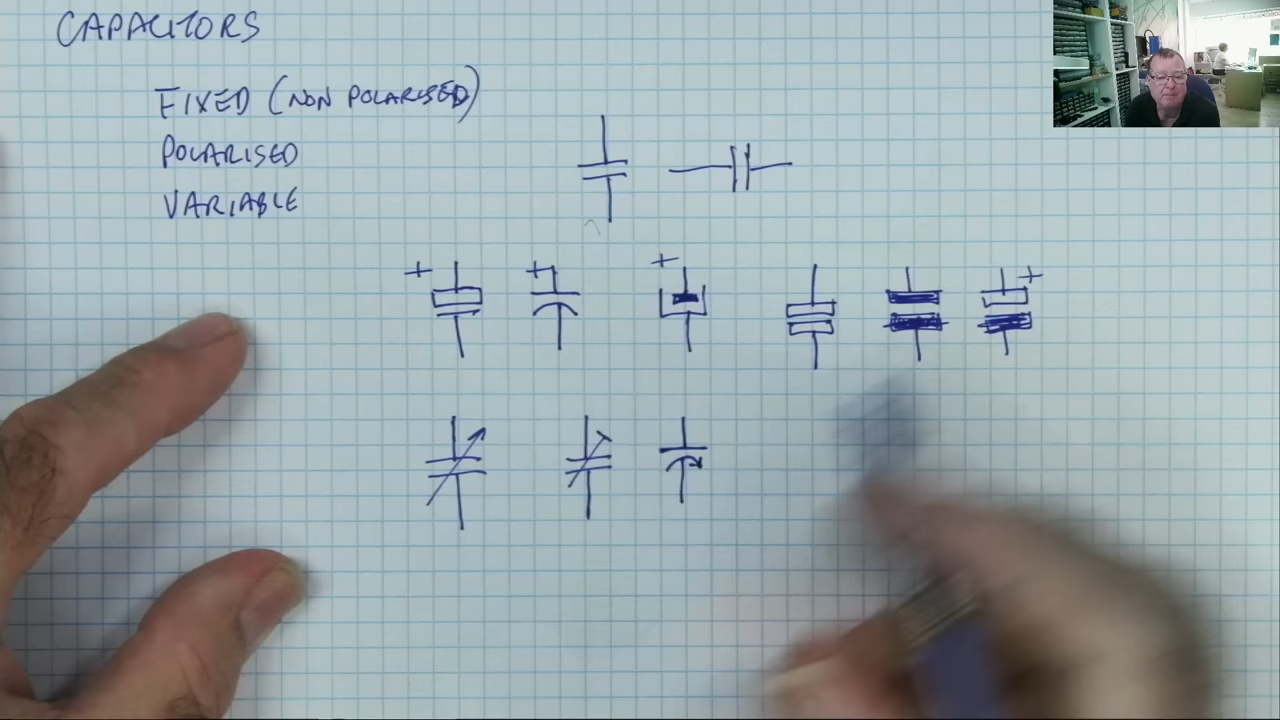 CAPACITORS
FIXED (NON POLARISED)
POLARISED
VARIABLE
+ + + +